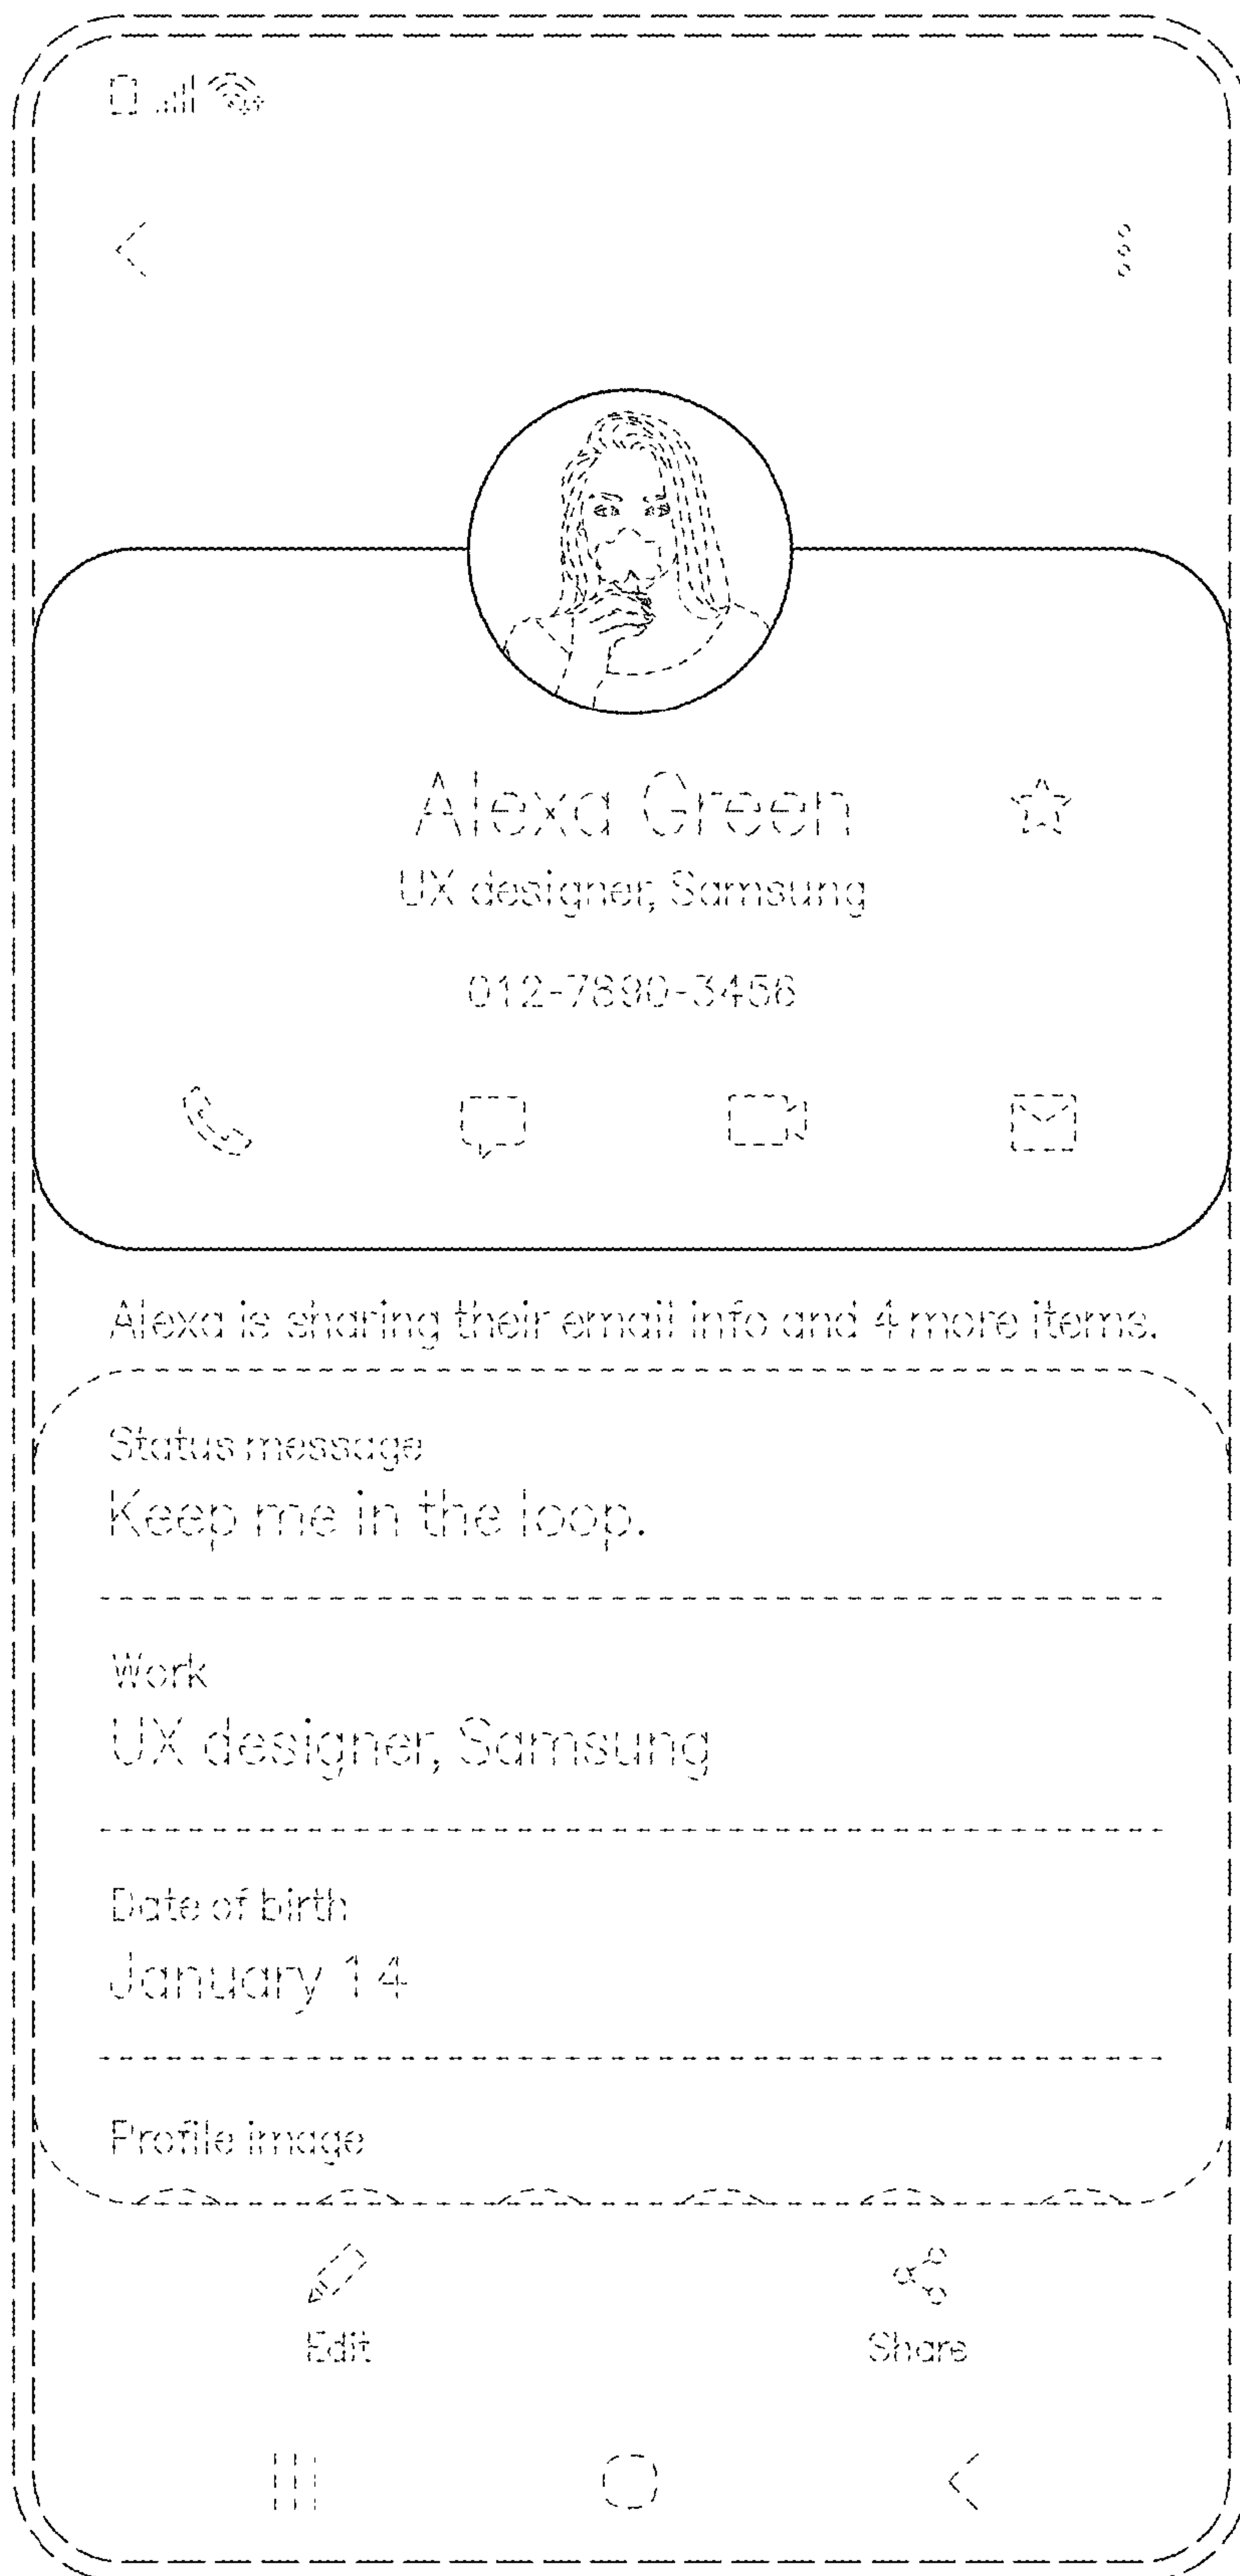 Alexa Green
UX designer, Samsung
012-7890-3456
Alexa is sharing their email info and 4 more items.
Status message
Keep me in the loop.
Work
UX designer, Samsung
Date of birth
January 14
Profile image
Edit
Share